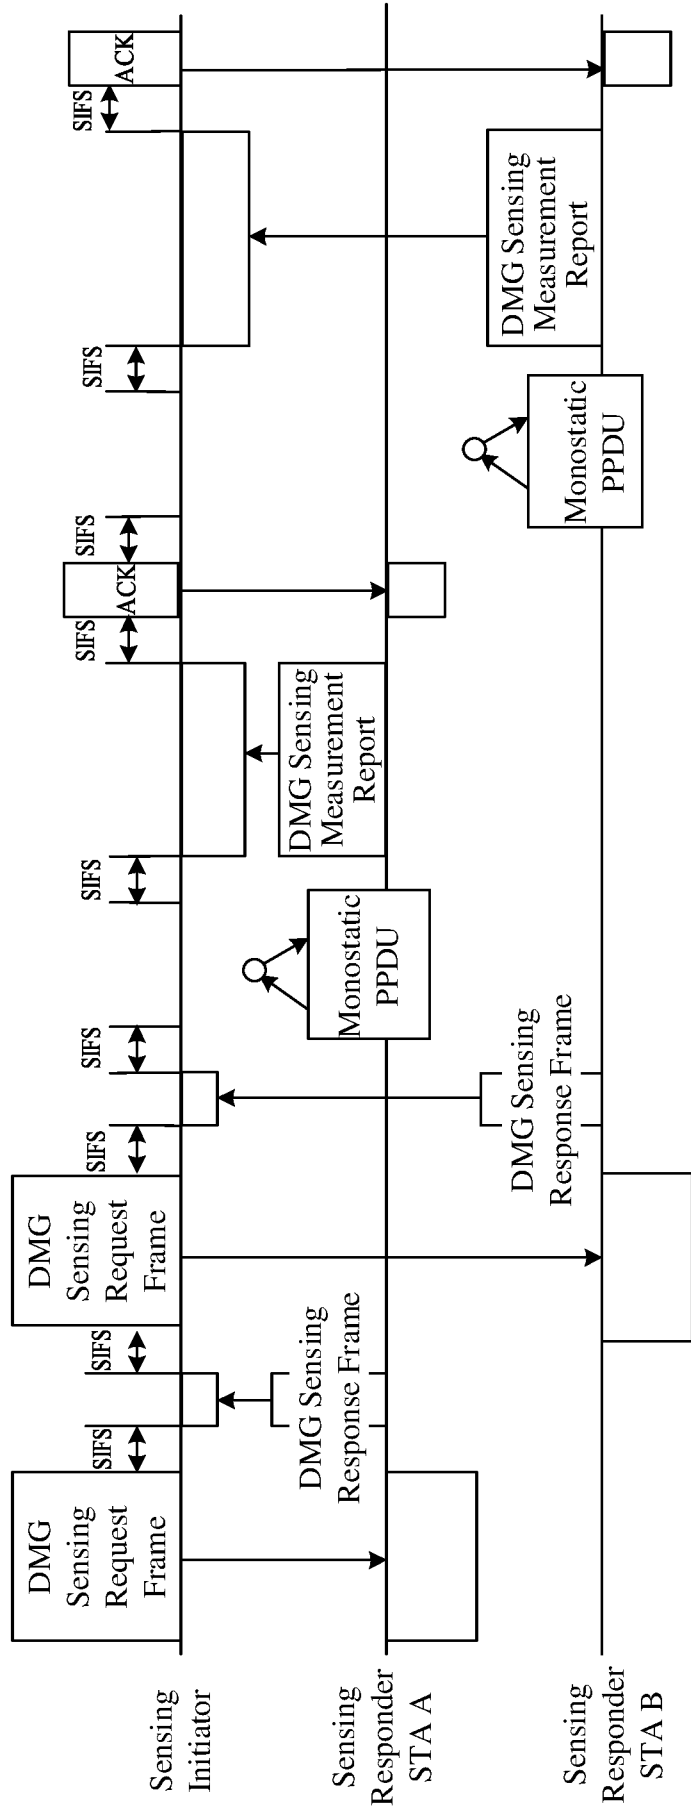 Sensing
Initiator
Sensing
Responder
STA A
Sensing
Responder
STA B
DMG
Sensing
Request
Frame
SIFS
DMG Sensing
Response Frame
SIFS
DMG
Sensing
Request
Frame
SIFS
DMG Sensing
Response Frame
SIFS
Monostatic
PPDU
SIFS
DMG Sensing
Measurement
Report
SIFS
ACK
SIFS
Monostatic
PPDU
SIFS
DMG Sensing
Measurement
Report
SIFS
ACK